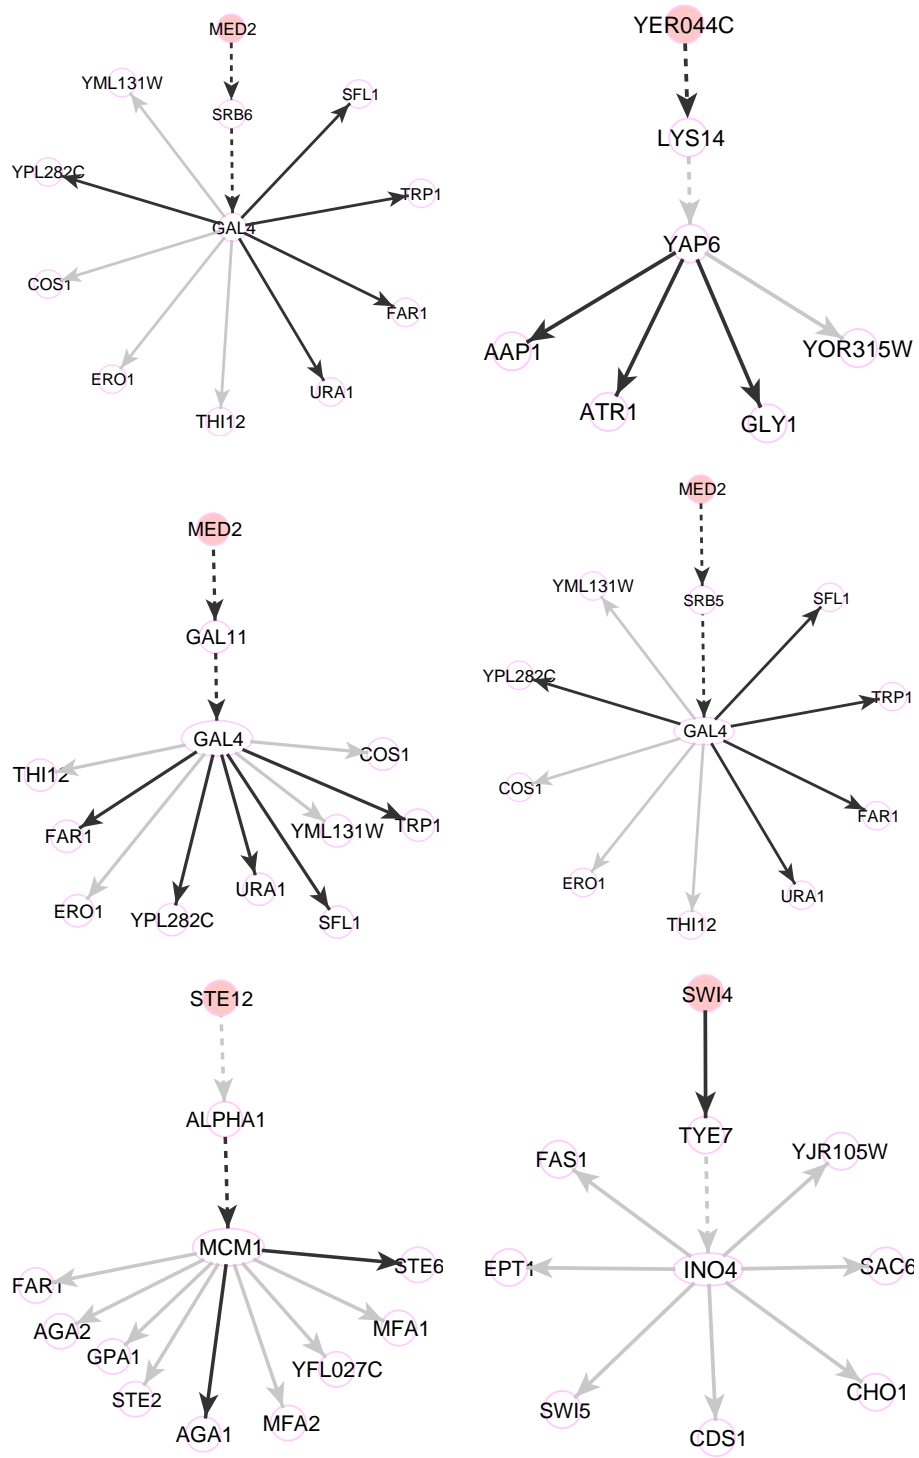 MED2
YML131W
SFL1
SRB6
YPL282C
TRP1
GAL4
COS1
FAR1
ERO1
URA1
THI12
YER044C
LYS14
YAP6
AAP1
YOR315W
ATR1
GLY1
MED2
GAL11
GAL4
COS1
THI12
FAR1
YML131W
TRP1
URA1
ERO1
YPL282C
SFL1
MED2
YML131W
SRB5
SFL1
YPL282C
TRP1
GAL4
COS1
FAR1
ERO1
URA1
THI12
STE12
ALPHA1
MCM1
STE6
FAR1
AGA2
MFA1
GPA1
YFL027C
STE2
MFA2
AGA1
SWI4
TYE7
FAS1
YJR105W
EPT1
INO4
SAC6
CHO1
SWI5
CDS1